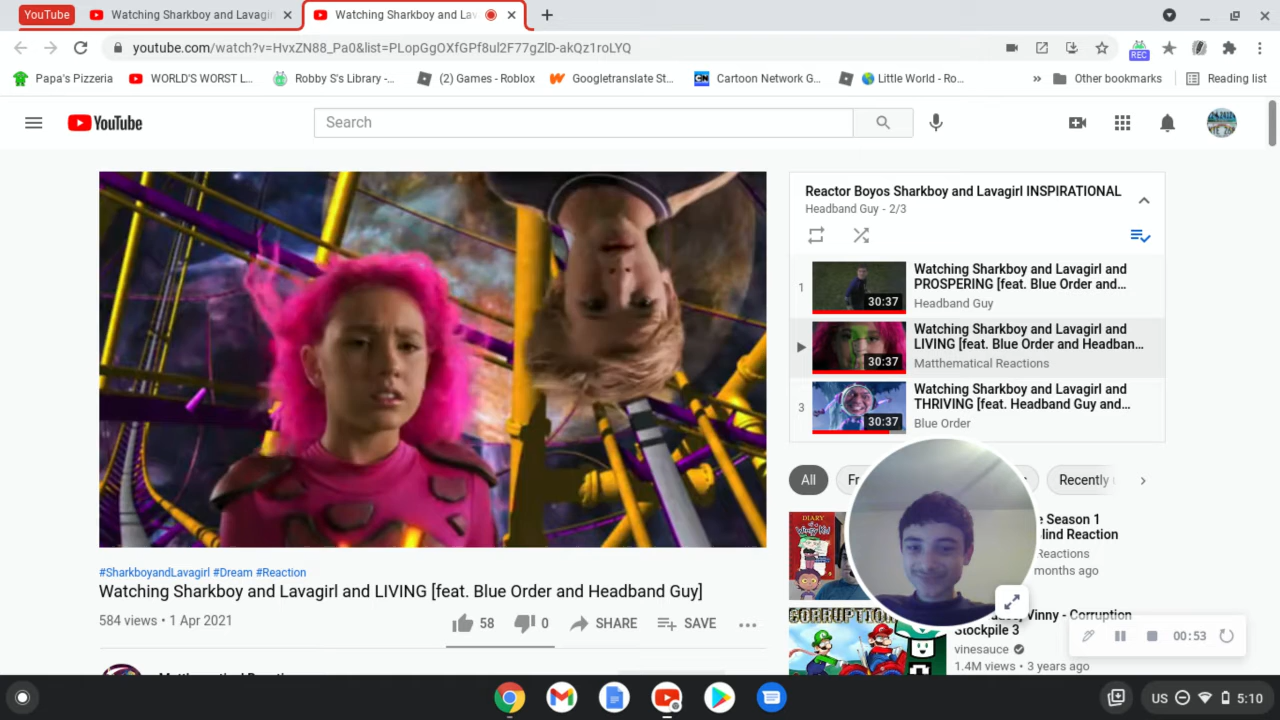 YouTube
Watching Sharkboy and Lavagir
Watching Sharkboy and Lav
youtube.com/watch?v=HvxZN88_Pa0&list=PLopGgOXfGPf8ul2F77gZlD-akQz1roLYQ
REC
Papa's Pizzeria
WORLD'S WORST L...
Robby S's Library -...
(2) Games - Roblox
Googletranslate St...
CN
Cartoon Network G...
Little World - Ro...
Other bookmarks
Reading list
YouTube
Search
Reactor Boyos Sharkboy and Lavagirl INSPIRATIONAL
Headband Guy - 2/3
1
30:37
Watching Sharkboy and Lavagirl and
PROSPERING [feat. Blue Order and...
Headband Guy
30:37
Watching Sharkboy and Lavagirl and
LIVING [feat. Blue Order and Headban...
Matthematical Reactions
3
30:37
Watching Sharkboy and Lavagirl and
THRIVING [feat. Headband Guy and...
Blue Order
All
Fr
Recently
DIARY
e Season 1
lind Reaction
Reactions
months ago
#SharkboyandLavagirl #Dream #Reaction
Watching Sharkboy and Lavagirl and LIVING [feat. Blue Order and Headband Guy]
584 views • 1 Apr 2021
58
0
SHARE
SAVE
CORRUPTION
Vinny - Corruption
Stockpile 3
vinesauce
1.4M views • 3 years ago
00:53
US
5:10